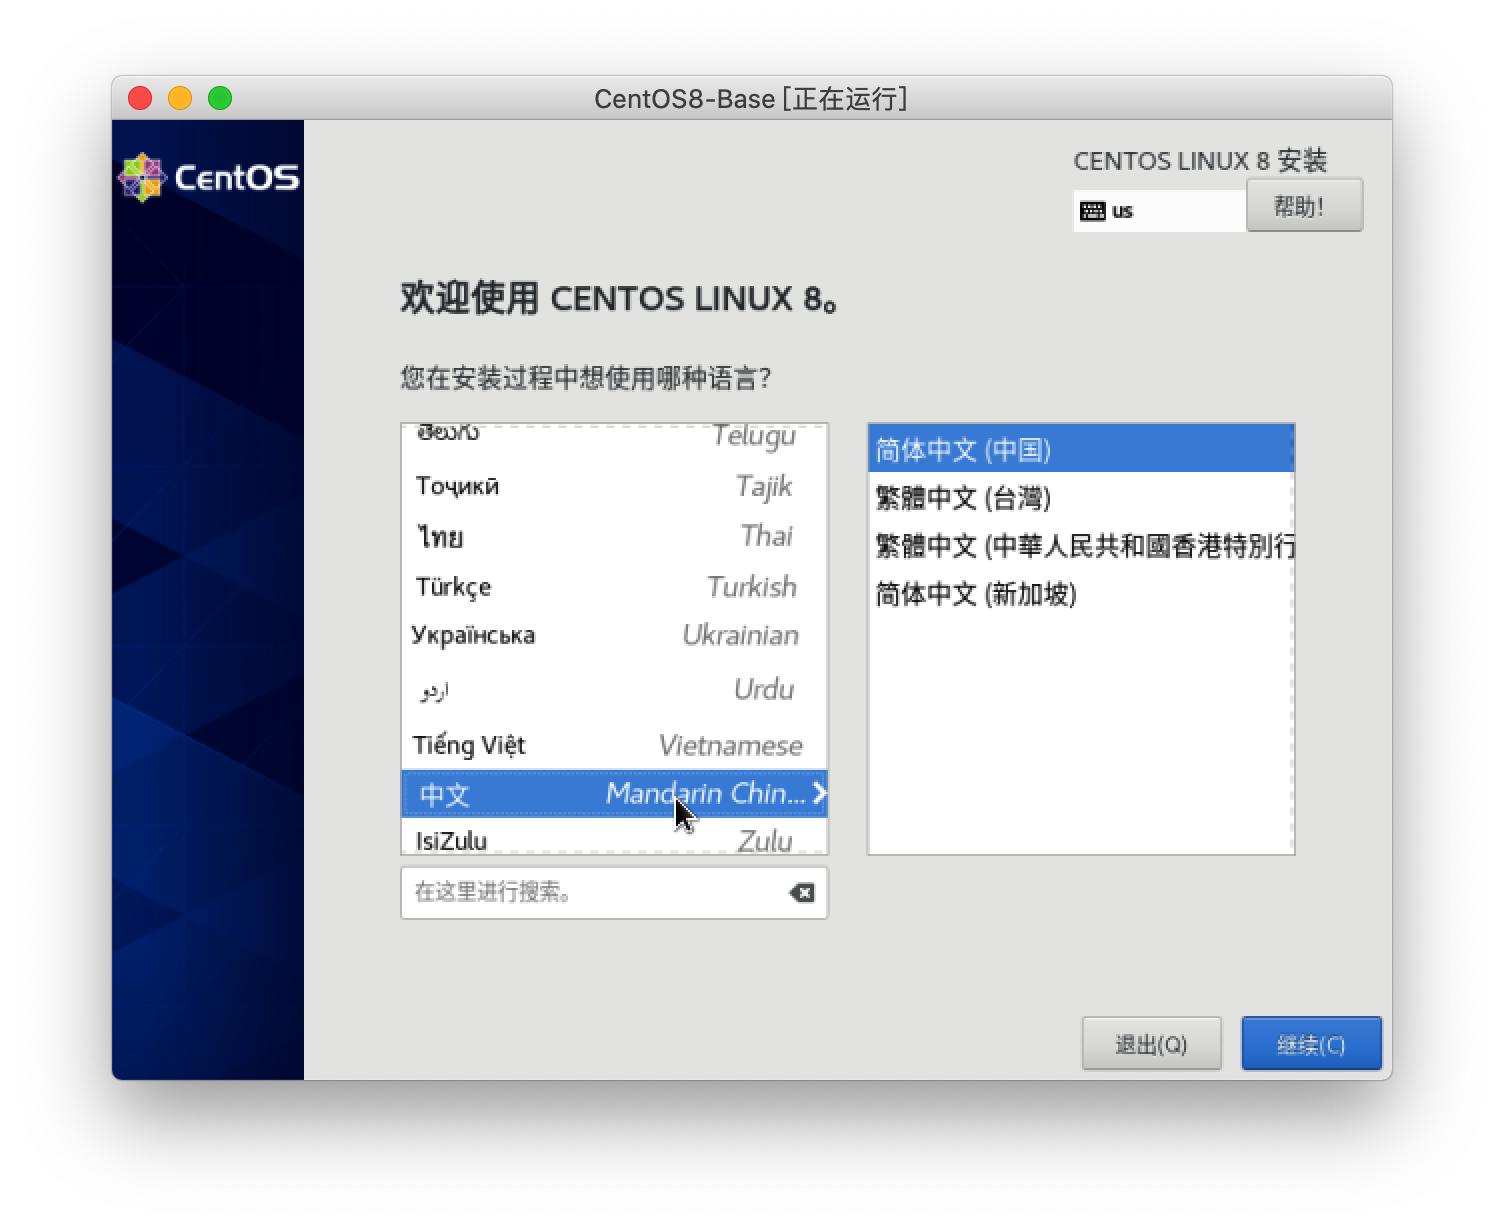 CentOS8-Base [正在运行]
CentOS
CENTOS LINUX 8 安装
us
帮助！
欢迎使用 CENTOS LINUX 8。
您在安装过程中想使用哪种语言？
తెలుగు Telugu
Тоҷикӣ Tajik
ไทย Thai
Türkçe Turkish
Українська Ukrainian
اردو Urdu
Tiếng Việt Vietnamese
中文 Mandarin Chin...
IsiZulu Zulu
在这里进行搜索。
简体中文 (中国)
繁體中文 (台灣)
繁體中文 (中華人民共和國香港特別行
简体中文 (新加坡)
退出(Q)
继续(C)